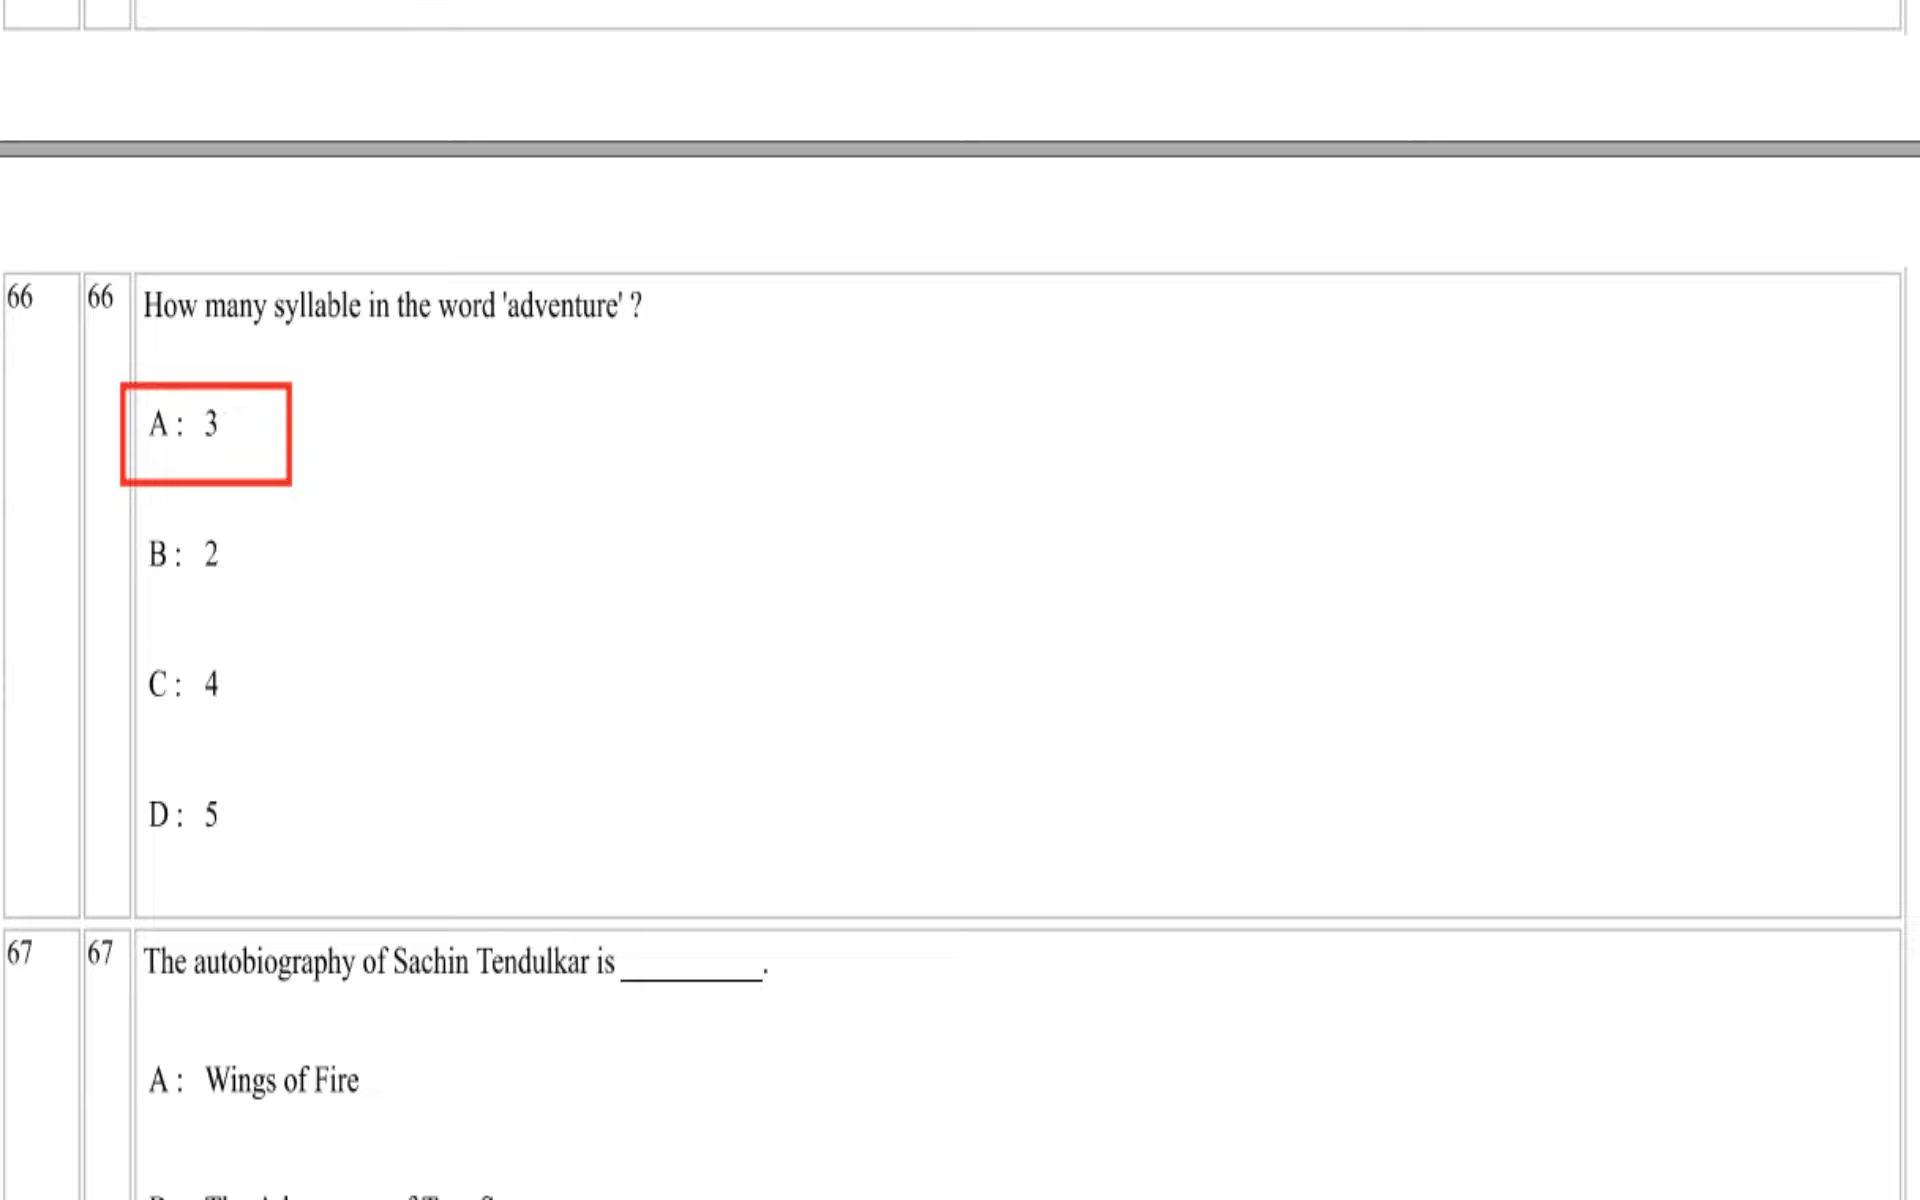 66 66 How many syllable in the word 'adventure' ?
A : 3
B : 2
C : 4
D : 5
67 67 The autobiography of Sachin Tendulkar is __________.
A : Wings of Fire